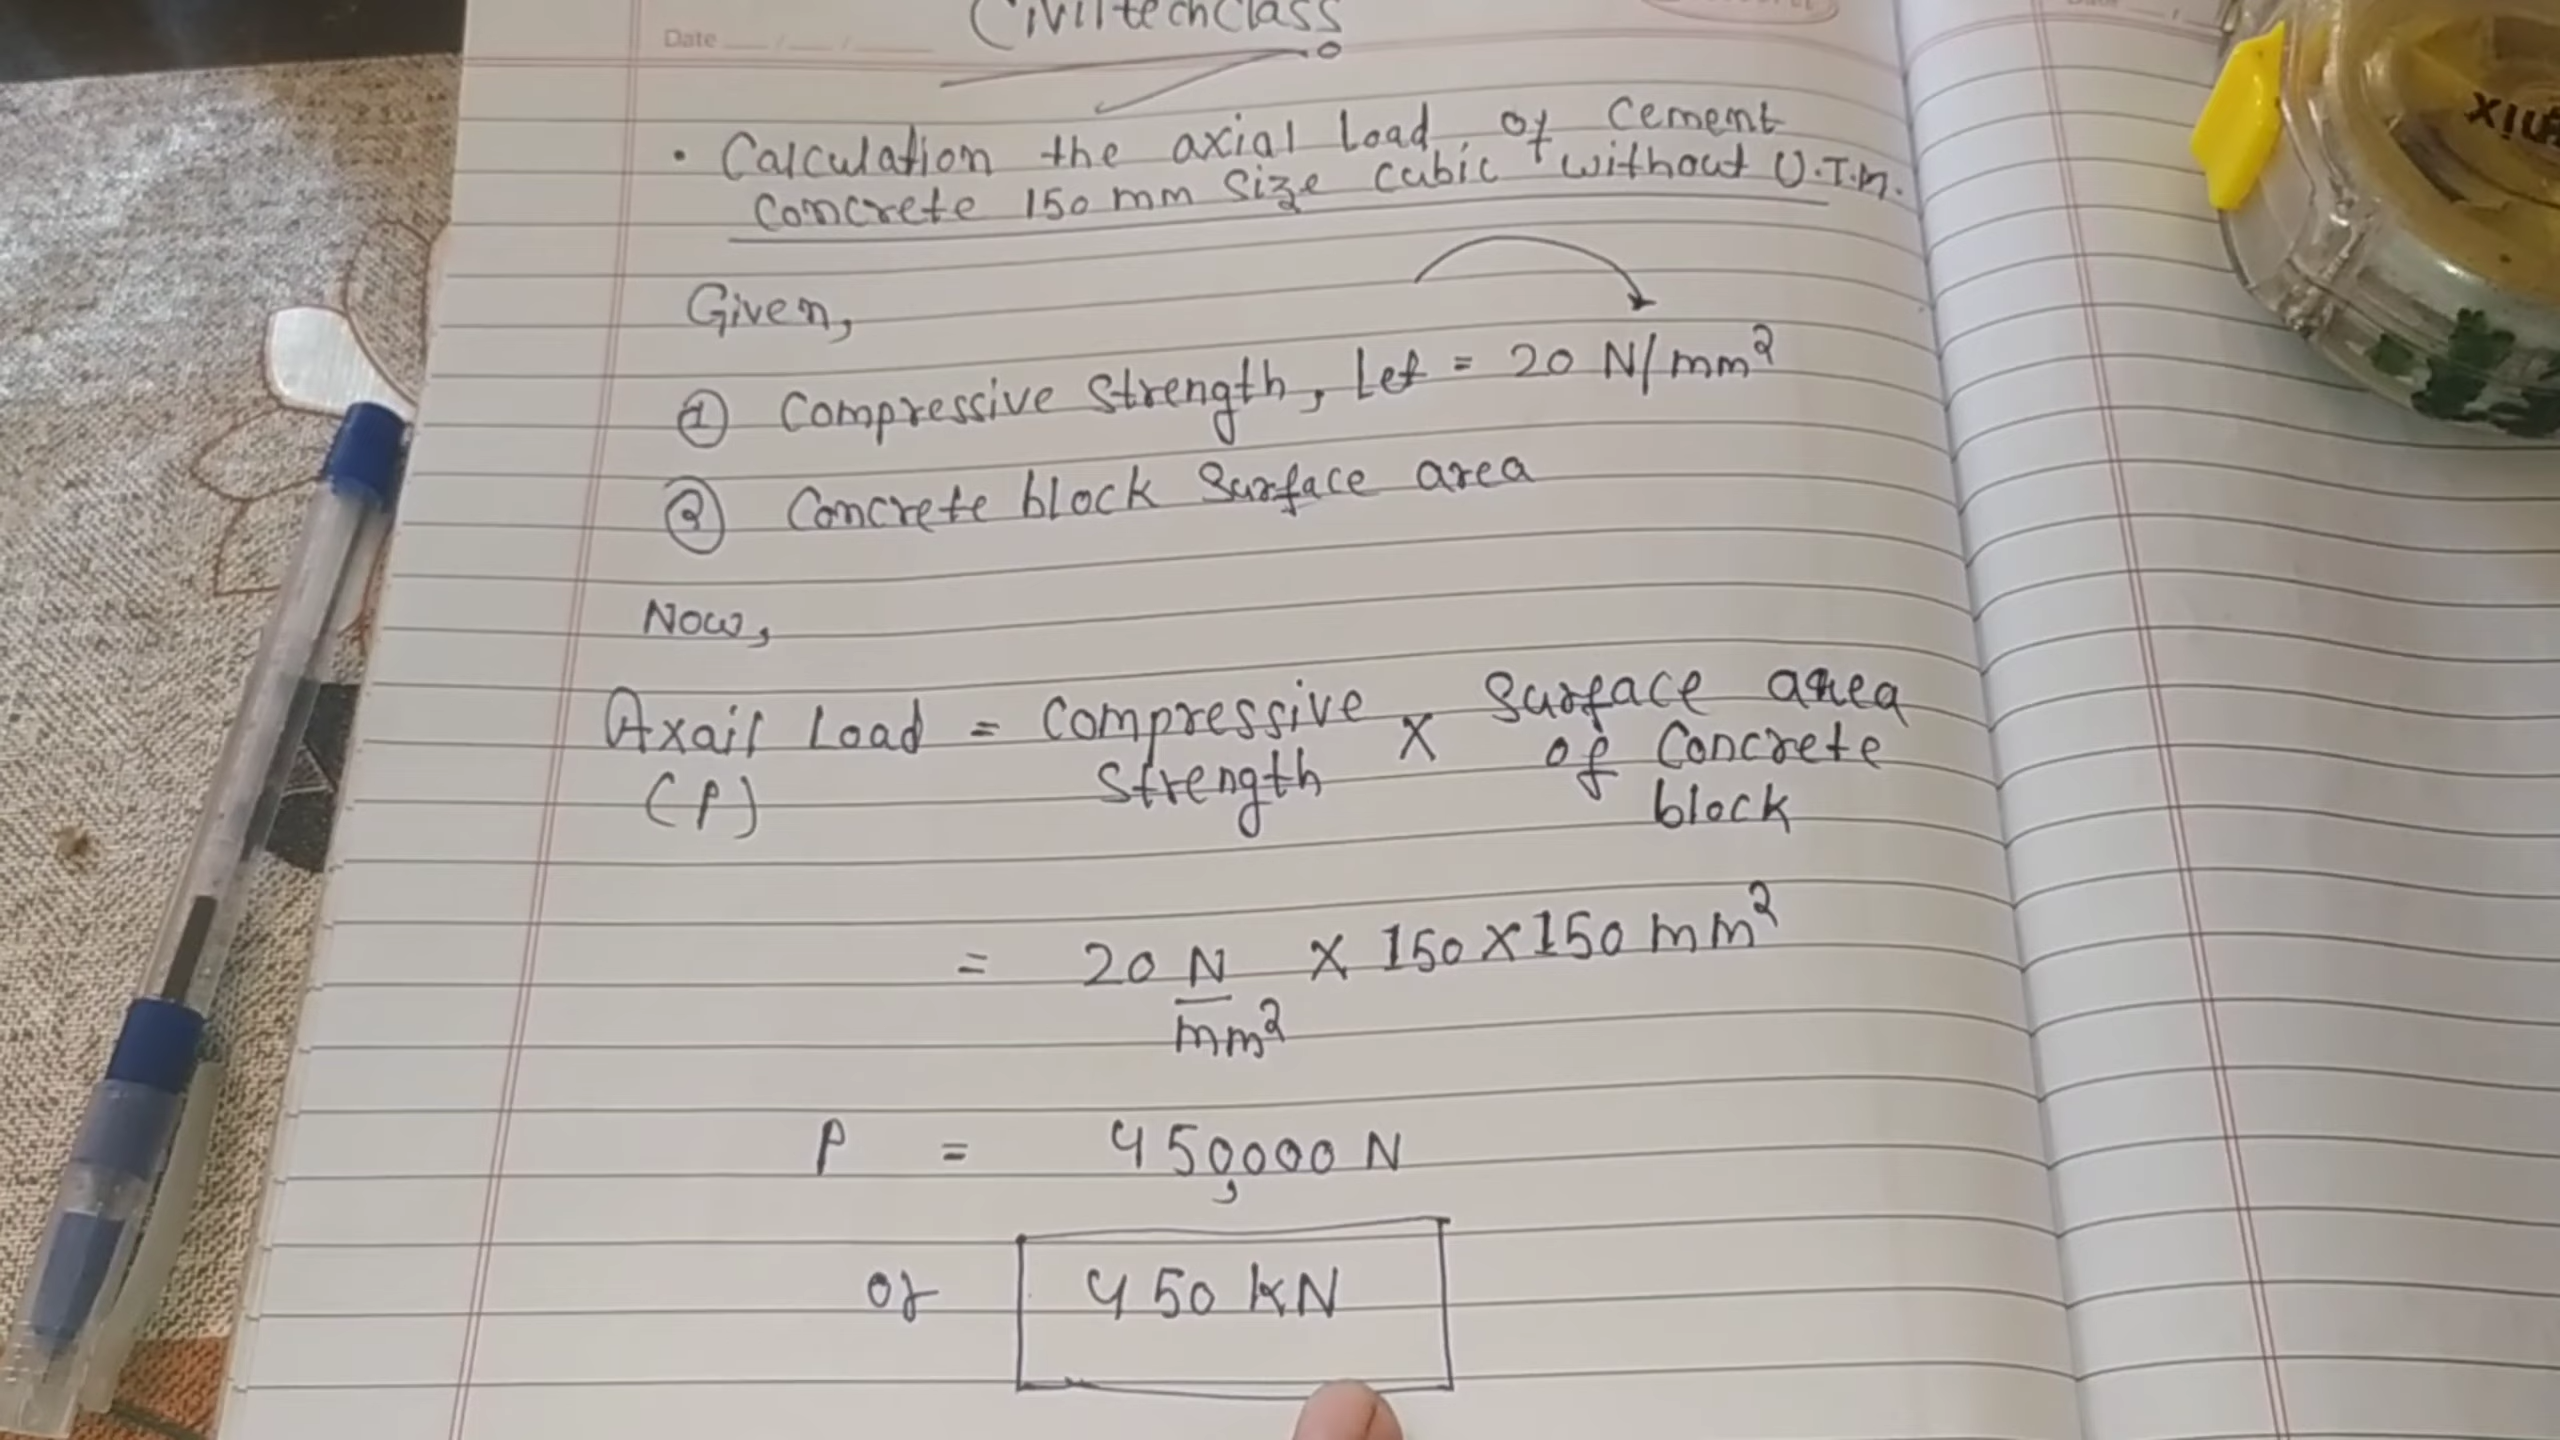 Civiltechclass
Date
• Calculation the axial Load of Cement
Concrete 150 mm Size cubic without U.T.M.
Given,
① Compressive Strength, Let = 20 N/mm²
② Concrete block Surface area
Now,
Axail Load = Compressive Strength × Surface area of Concrete block
(P)
= 20 N/mm² × 150 × 150 mm²
P = 450,000 N
or 450 kN